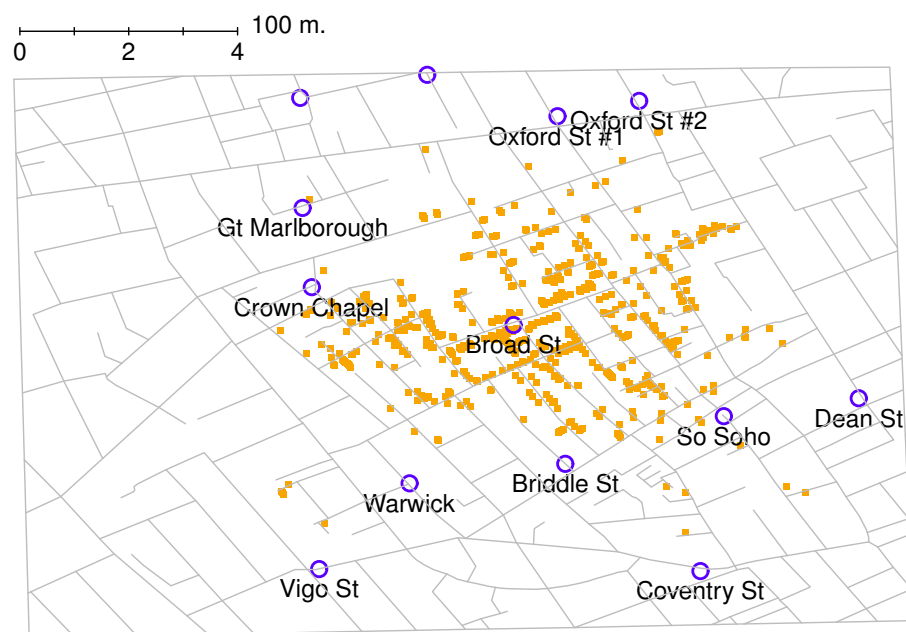 100 m.
0 2 4
Oxford St #2
Oxford St #1
Gt Marlborough
Crown Chapel
Broad St
Dean St
So Soho
Briddle St
Warwick
Vigo St
Coventry St